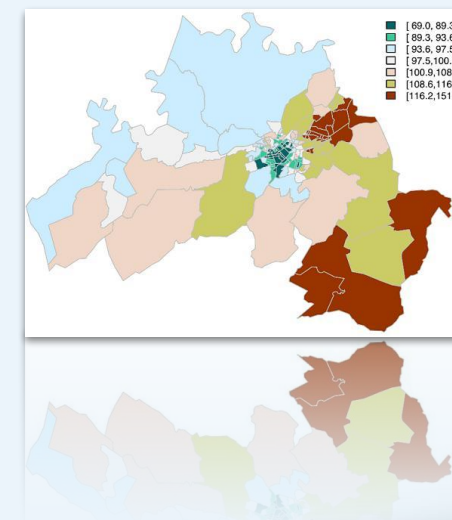 [ 69.0, 89.3
[ 89.3, 93.6
[ 93.6, 97.5
[ 97.5,100.
[100.9,108
[108.6,116
[116.2,151